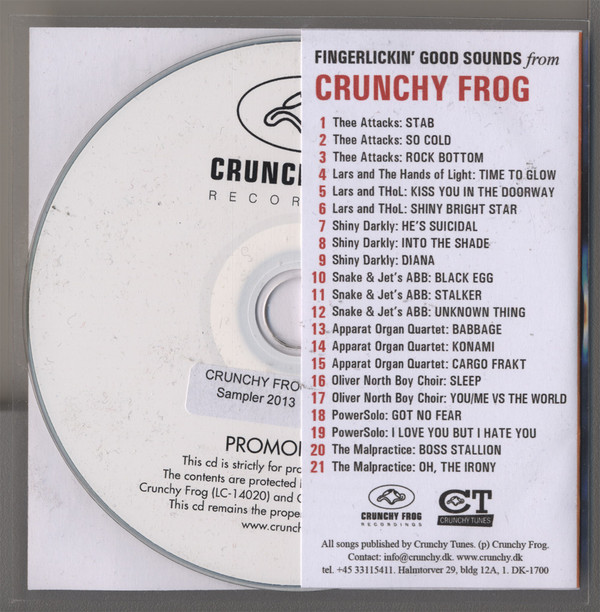 CRUNC
RECOR
CRUNCHY FRO
Sampler 2013
PROMO
This cd is strictly for pro
The contents are protected
Crunchy Frog (LC-14020) and C
This cd remains the prope
www.crunch
FINGERLICKIN' GOOD SOUNDS from
CRUNCHY FROG
1 Thee Attacks: STAB
2 Thee Attacks: SO COLD
3 Thee Attacks: ROCK BOTTOM
4 Lars and The Hands of Light: TIME TO GLOW
5 Lars and THoL: KISS YOU IN THE DOORWAY
6 Lars and THoL: SHINY BRIGHT STAR
7 Shiny Darkly: HE'S SUICIDAL
8 Shiny Darkly: INTO THE SHADE
9 Shiny Darkly: DIANA
10 Snake & Jet's ABB: BLACK EGG
11 Snake & Jet's ABB: STALKER
12 Snake & Jet's ABB: UNKNOWN THING
13 Apparat Organ Quartet: BABBAGE
14 Apparat Organ Quartet: KONAMI
15 Apparat Organ Quartet: CARGO FRAKT
16 Oliver North Boy Choir: SLEEP
17 Oliver North Boy Choir: YOU/ME VS THE WORLD
18 PowerSolo: GOT NO FEAR
19 PowerSolo: I LOVE YOU BUT I HATE YOU
20 The Malpractice: BOSS STALLION
21 The Malpractice: OH, THE IRONY
CRUNCHY FROG
RECORDINGS
CT
CRUNCHY TUNES
All songs published by Crunchy Tunes. (p) Crunchy Frog.
Contact: info@crunchy.dk. www.crunchy.dk
tel. +45 33115411. Halmtorver 29, bldg 12A, 1. DK-1700